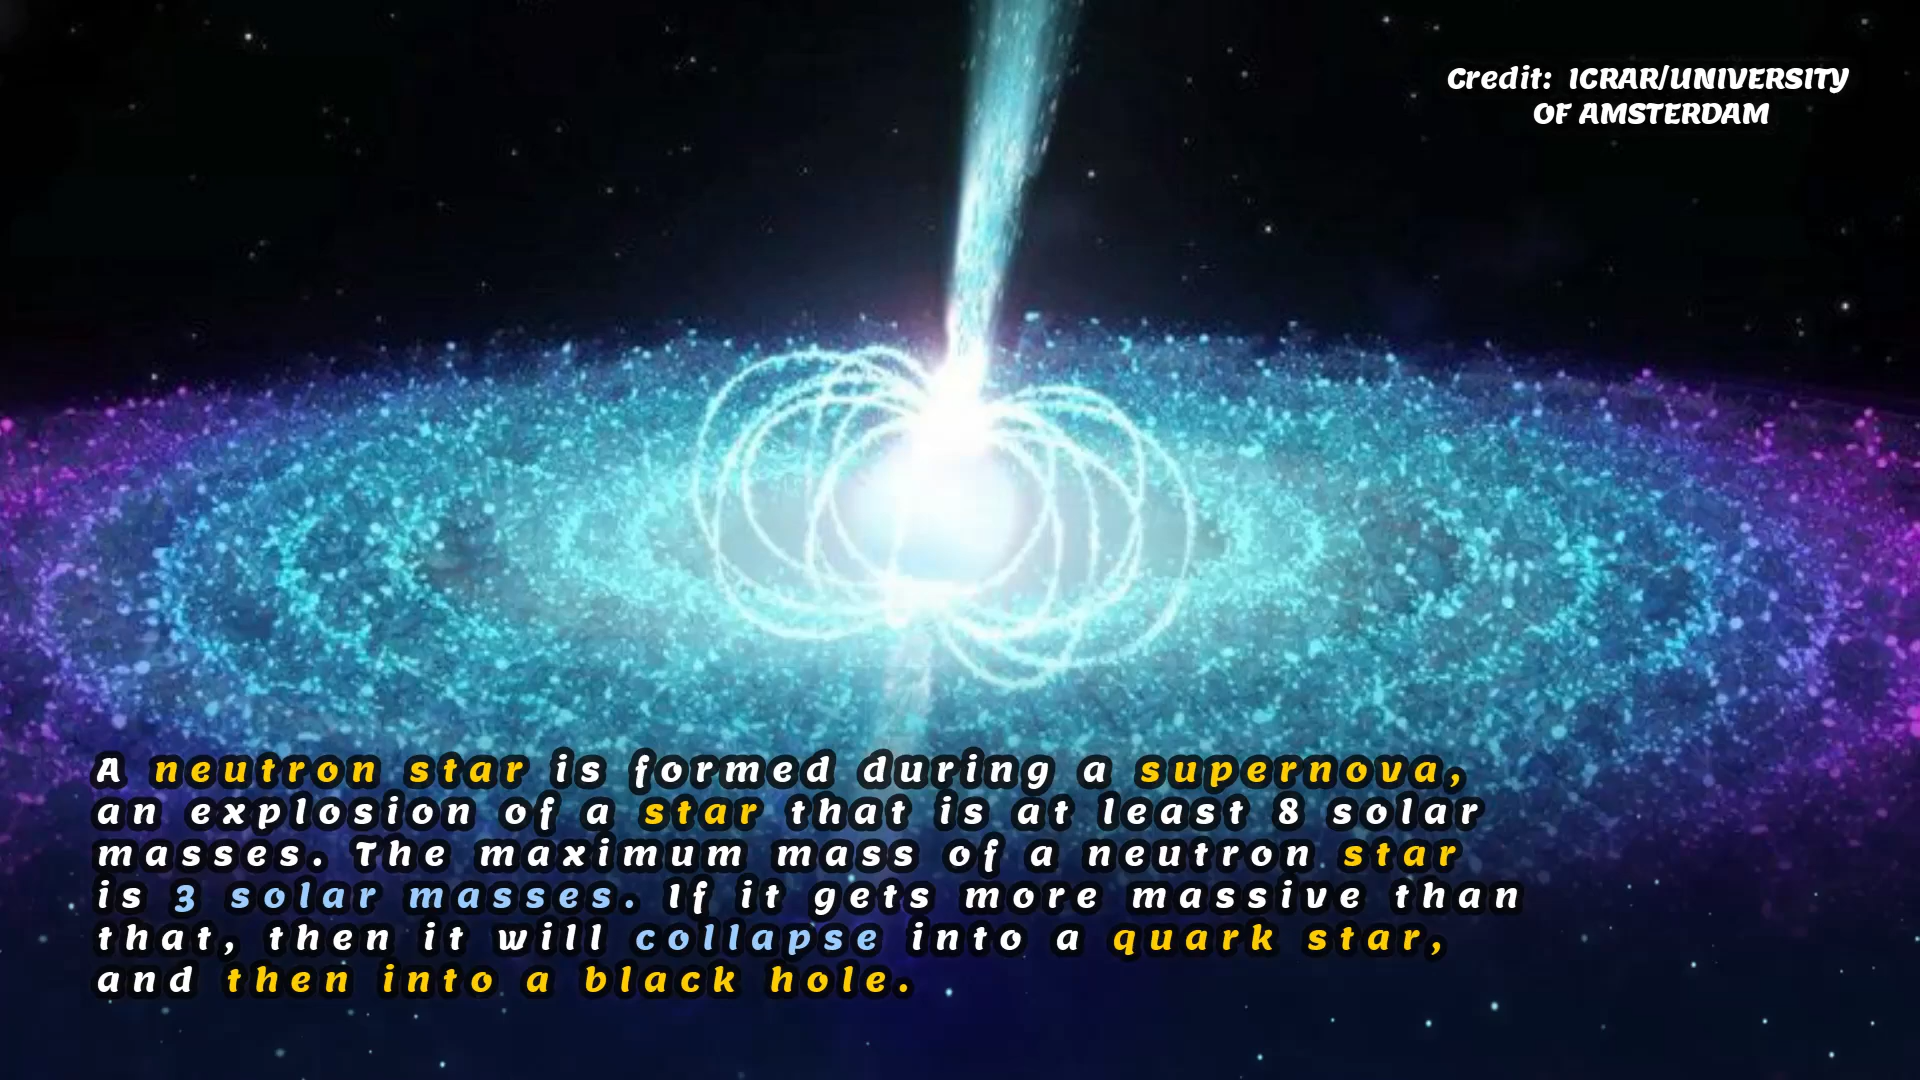 Credit: ICRAR/UNIVERSITY
OF AMSTERDAM
A neutron star is formed during a supernova,
an explosion of a star that is at least 8 solar
masses. The maximum mass of a neutron star
is 3 solar masses. If it gets more massive than
that, then it will collapse into a quark star,
and then into a black hole.